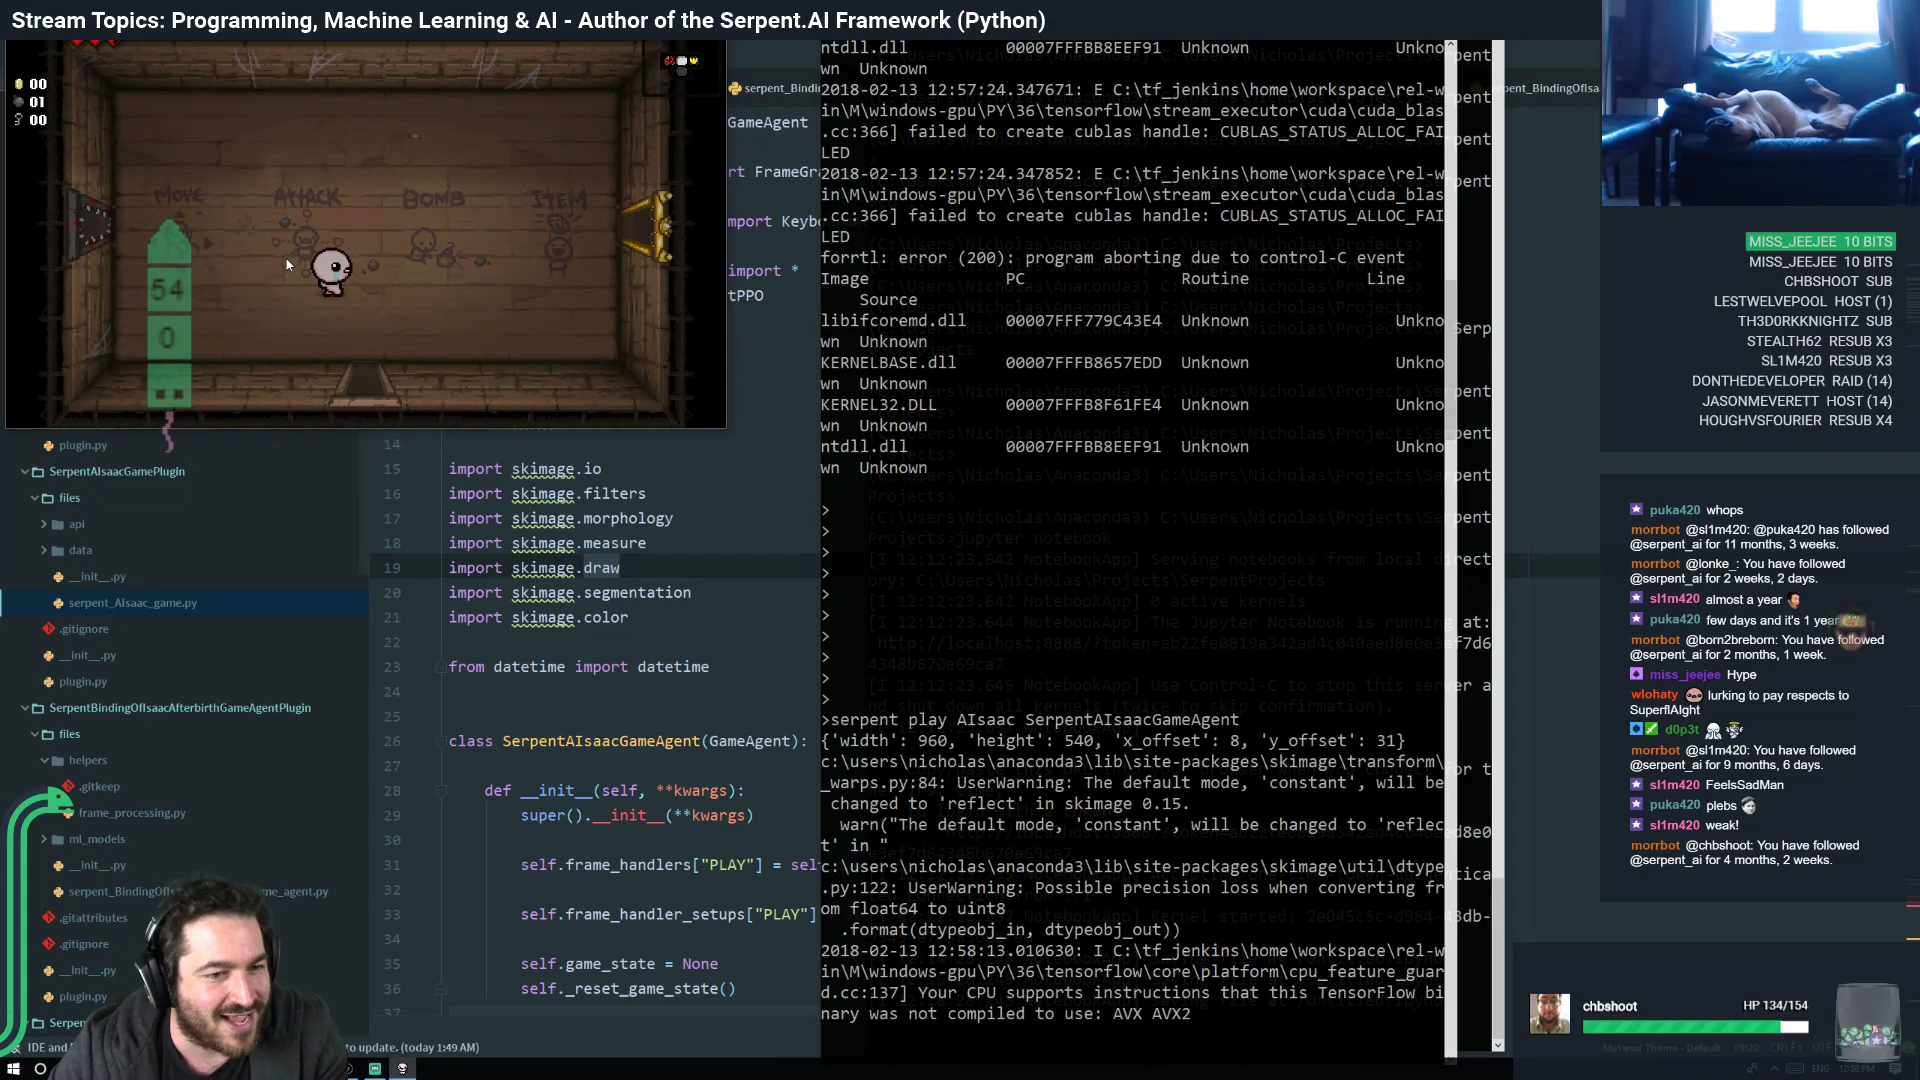 Stream Topics: Programming, Machine Learning & AI - Author of the Serpent.AI Framework (Python)
00
01
00
MOVE
ATTACK
BOMB
ITEM
54
0
plugin.py
SerpentAIsaacGamePlugin
files
api
data
__init__.py
serpent_AIsaac_game.py
.gitignore
__init__.py
plugin.py
SerpentBindingOfIsaacAfterbirthGameAgentPlugin
files
helpers
.gitkeep
frame_processing.py
ml_models
__init__.py
.gitattributes
.gitignore
__init__.py
plugin.py
to update. (today 1:49 AM)
GameAgent
rt FrameGra
mport Keybo
import *
tPPO
14
15 import skimage.io
16 import skimage.filters
17 import skimage.morphology
18 import skimage.measure
19 import skimage.draw
20 import skimage.segmentation
21 import skimage.color
22
23 from datetime import datetime
24
25
26 class SerpentAIsaacGameAgent(GameAgent):
27
28 def __init__(self, **kwargs):
29 super().__init__(**kwargs)
30
31 self.frame_handlers["PLAY"] = sel
32
33 self.frame_handler_setups["PLAY"]
34
35 self.game_state = None
36 self._reset_game_state()
37
ntdll.dll 00007FFFBB8EEF91 Unknown Unkno
wn Unknown
2018-02-13 12:57:24.347671: E C:\tf_jenkins\home\workspace\rel-w
in\M\windows-gpu\PY\36\tensorflow\stream_executor\cuda\cuda_blas
.cc:366] failed to create cublas handle: CUBLAS_STATUS_ALLOC_FAI
LED
2018-02-13 12:57:24.347852: E C:\tf_jenkins\home\workspace\rel-w
in\M\windows-gpu\PY\36\tensorflow\stream_executor\cuda\cuda_blas
.cc:366] failed to create cublas handle: CUBLAS_STATUS_ALLOC_FAI
LED
forrtl: error (200): program aborting due to control-C event
Image PC Routine Line
Source
libifcoremd.dll 00007FFF779C43E4 Unknown Unkno
wn Unknown
KERNELBASE.dll 00007FFFB8657EDD Unknown Unkno
wn Unknown
KERNEL32.DLL 00007FFFB8F61FE4 Unknown Unkno
wn Unknown
ntdll.dll 00007FFFBB8EEF91 Unknown Unkno
wn Unknown
>
>
>
>
>
>
>
>
>
>
>serpent play AIsaac SerpentAIsaacGameAgent
{'width': 960, 'height': 540, 'x_offset': 8, 'y_offset': 31}
c:\users\nicholas\anaconda3\lib\site-packages\skimage\transform\
_warps.py:84: UserWarning: The default mode, 'constant', will be
changed to 'reflect' in skimage 0.15.
warn("The default mode, 'constant', will be changed to 'reflec
t' in "
c:\users\nicholas\anaconda3\lib\site-packages\skimage\util\dtype
.py:122: UserWarning: Possible precision loss when converting fr
om float64 to uint8
.format(dtypeobj_in, dtypeobj_out))
2018-02-13 12:58:13.010630: I C:\tf_jenkins\home\workspace\rel-w
in\M\windows-gpu\PY\36\tensorflow\core\platform\cpu_feature_guar
d.cc:137] Your CPU supports instructions that this TensorFlow bi
nary was not compiled to use: AVX AVX2
MISS_JEEJEE 10 BITS
MISS_JEEJEE 10 BITS
CHBSHOOT SUB
LESTWELVEPOOL HOST (1)
TH3D0RKKNIGHTZ SUB
STEALTH62 RESUB X3
SL1M420 RESUB X3
DONTHEDEVELOPER RAID (14)
JASONMEVERETT HOST (14)
HOUGHVSFOURIER RESUB X4
puka420 whops
morrbot @sl1m420: @puka420 has followed
@serpent_ai for 11 months, 3 weeks.
morrbot @lonke_: You have followed
@serpent_ai for 2 weeks, 2 days.
sl1m420 almost a year
puka420 few days and it's 1 year
morrbot @born2breborn: You have followed
@serpent_ai for 2 months, 1 week.
miss_jeejee Hype
wlohaty lurking to pay respects to
SuperflAIght
d0p3t
morrbot @sl1m420: You have followed
@serpent_ai for 9 months, 6 days.
sl1m420 FeelsSadMan
puka420 plebs
sl1m420 weak!
morrbot @chbshoot: You have followed
@serpent_ai for 4 months, 2 weeks.
chbshoot HP 134/154